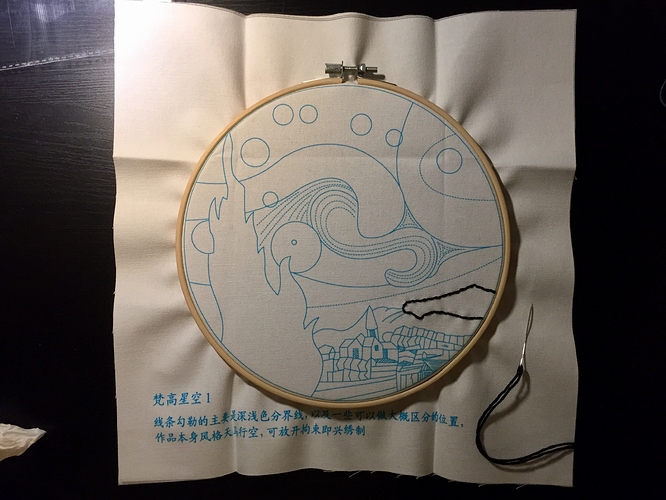 梵高星空1
线条勾勒的主要是深浅色分界线,以及一些可以做大概区分的位置,
作品本身风格天马行空,可放开拘束即兴绣制